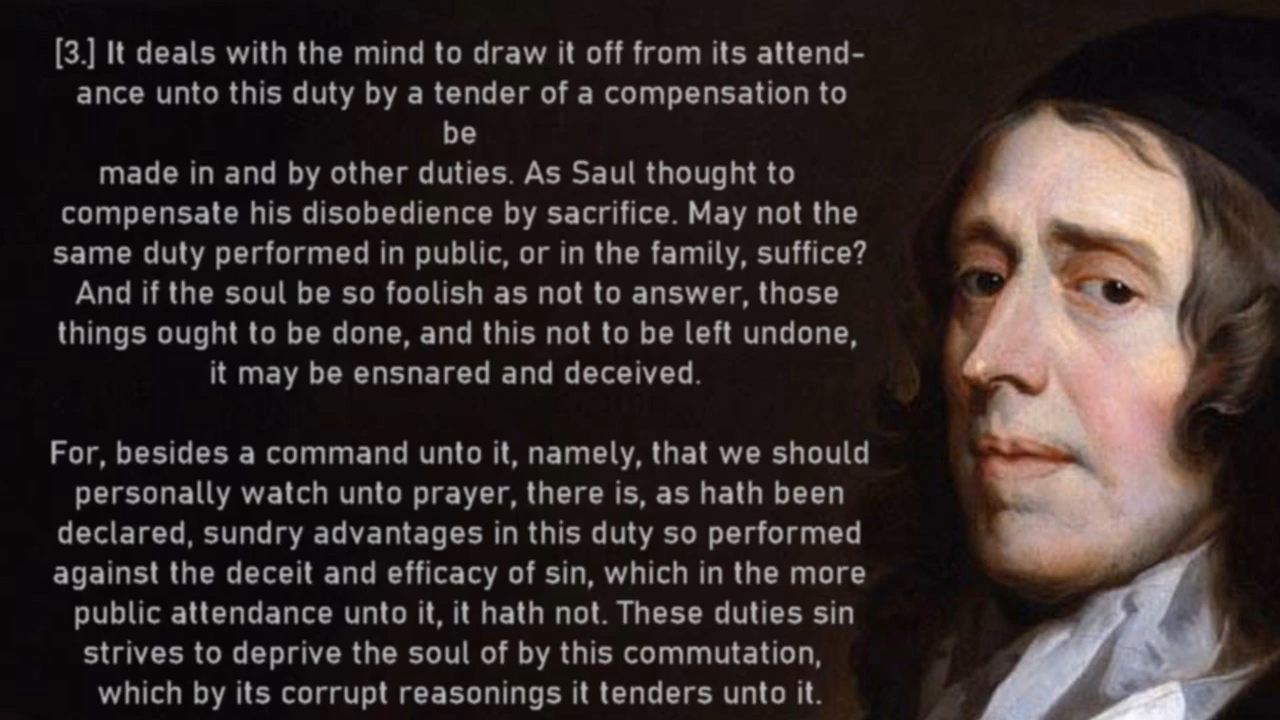 [3.] It deals with the mind to draw it off from its attend-
ance unto this duty by a tender of a compensation to
be
made in and by other duties. As Saul thought to
compensate his disobedience by sacrifice. May not the
same duty performed in public, or in the family, suffice?
And if the soul be so foolish as not to answer, those
things ought to be done, and this not to be left undone,
it may be ensnared and deceived.
For, besides a command unto it, namely, that we should
personally watch unto prayer, there is, as hath been
declared, sundry advantages in this duty so performed
against the deceit and efficacy of sin, which in the more
public attendance unto it, it hath not. These duties sin
strives to deprive the soul of by this commutation,
which by its corrupt reasonings it tenders unto it.